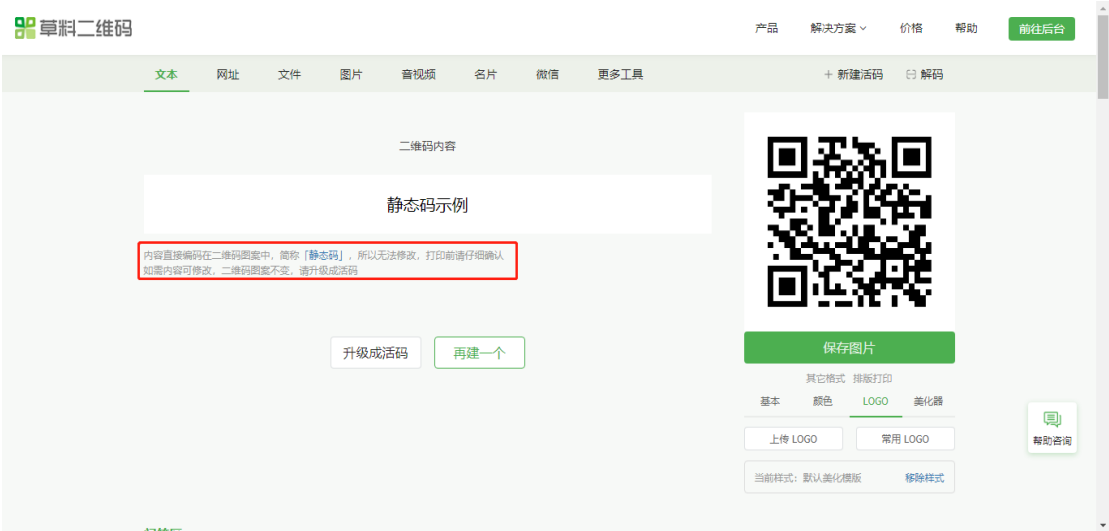 草料二维码
产品 解决方案 价格 帮助 前往后台
文本 网址 文件 图片 音视频 名片 微信 更多工具 + 新建活码 解码
二维码内容
静态码示例
内容直接编码在二维码图案中，简称「静态码」，所以无法修改，打印前请仔细确认
如需内容可修改，二维码图案不变，请升级成活码
升级成活码 再建一个
保存图片
其它格式 排版打印
基本 颜色 LOGO 美化器
上传 LOGO 常用 LOGO
当前样式：默认美化模版 移除样式
帮助咨询